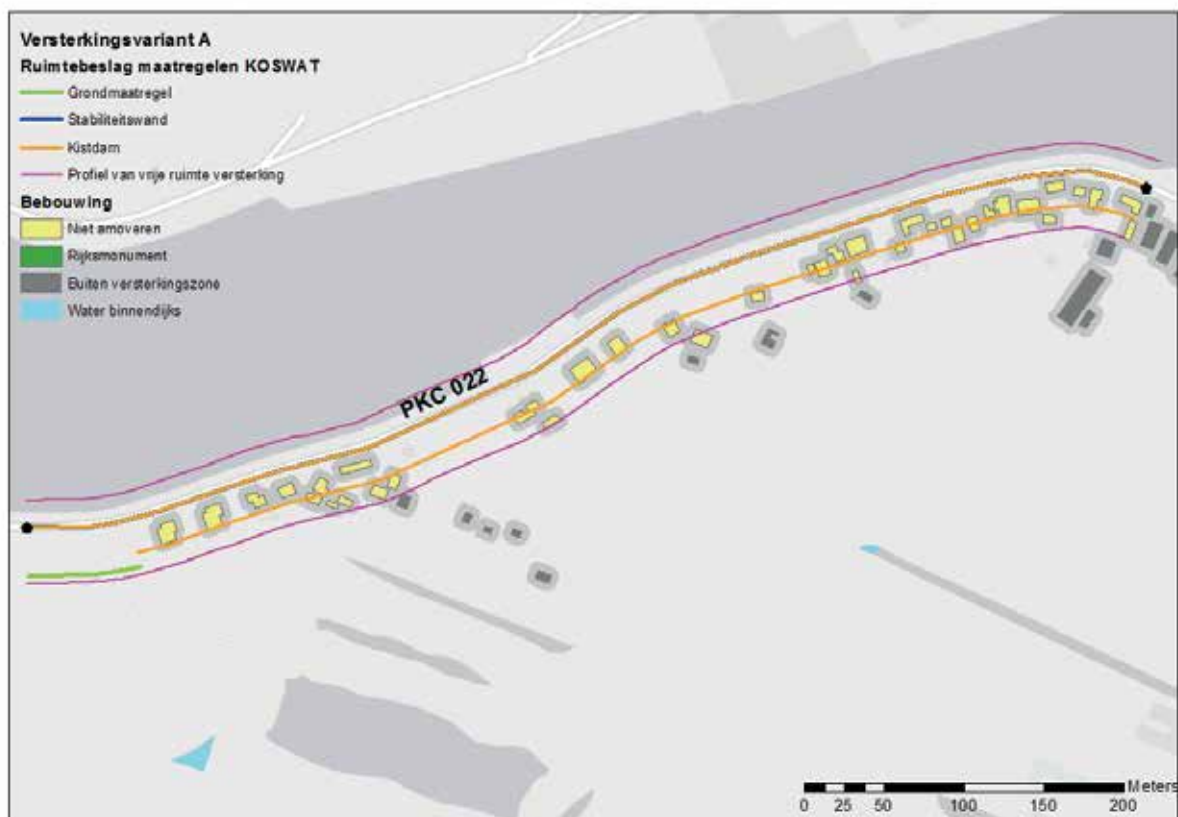 Versterkingsvariant A
Ruimtebeslag maatregelen KOSWAT
Grondmaatregel
Stabiliteitswand
Kistdam
Profiel van vrije ruimte versterking
Bebouwing
Niet amoveren
Rijksmonument
Buiten versterkingszone
Water binnendijks
PKC 022
Meters
0 25 50 100 150 200